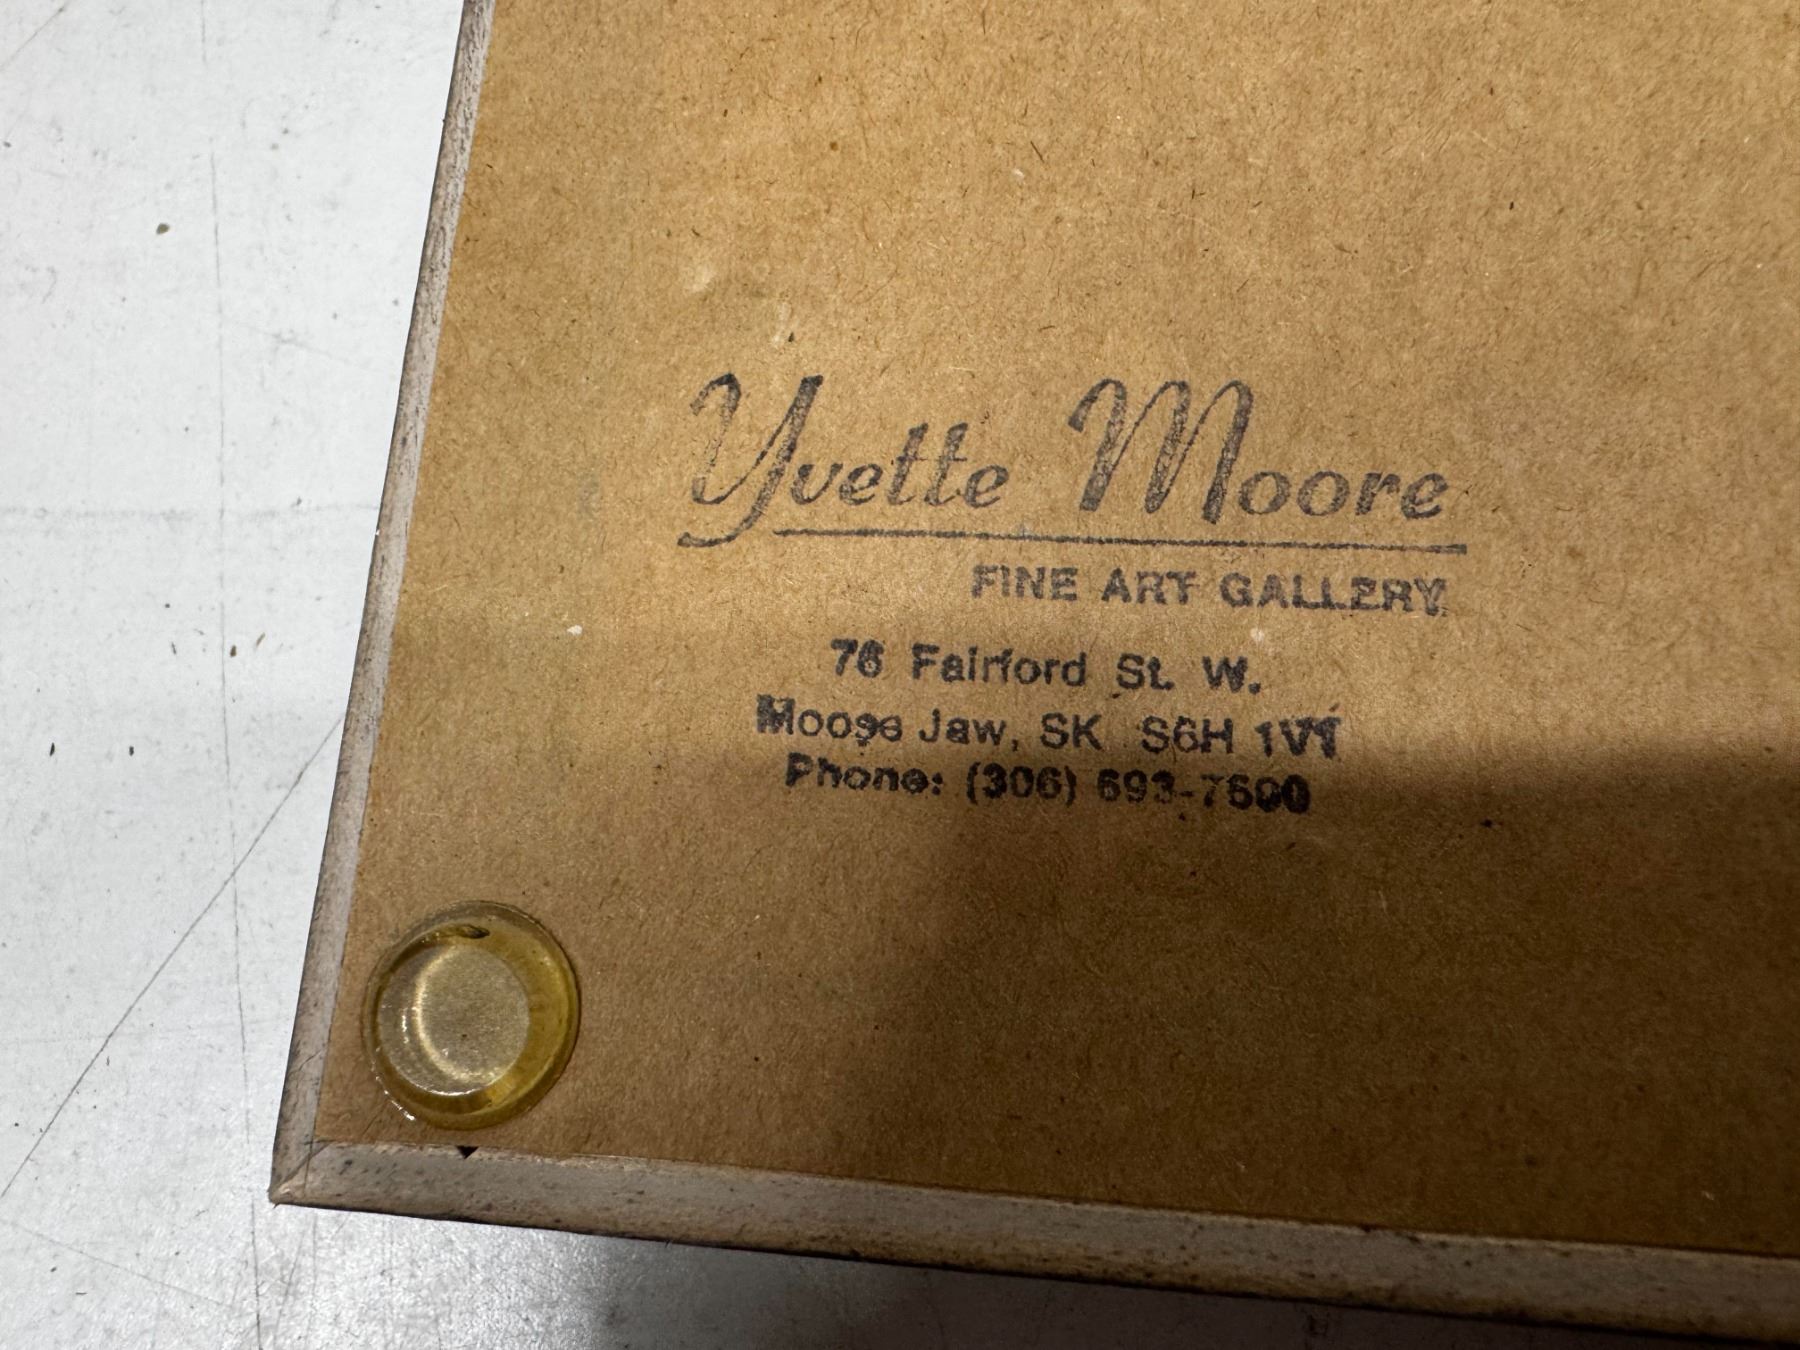 Yvette Moore
FINE ART GALLERY
76 Fairford St. W.
Moose Jaw, SK S6H 1V1
Phone: (306) 693-7600